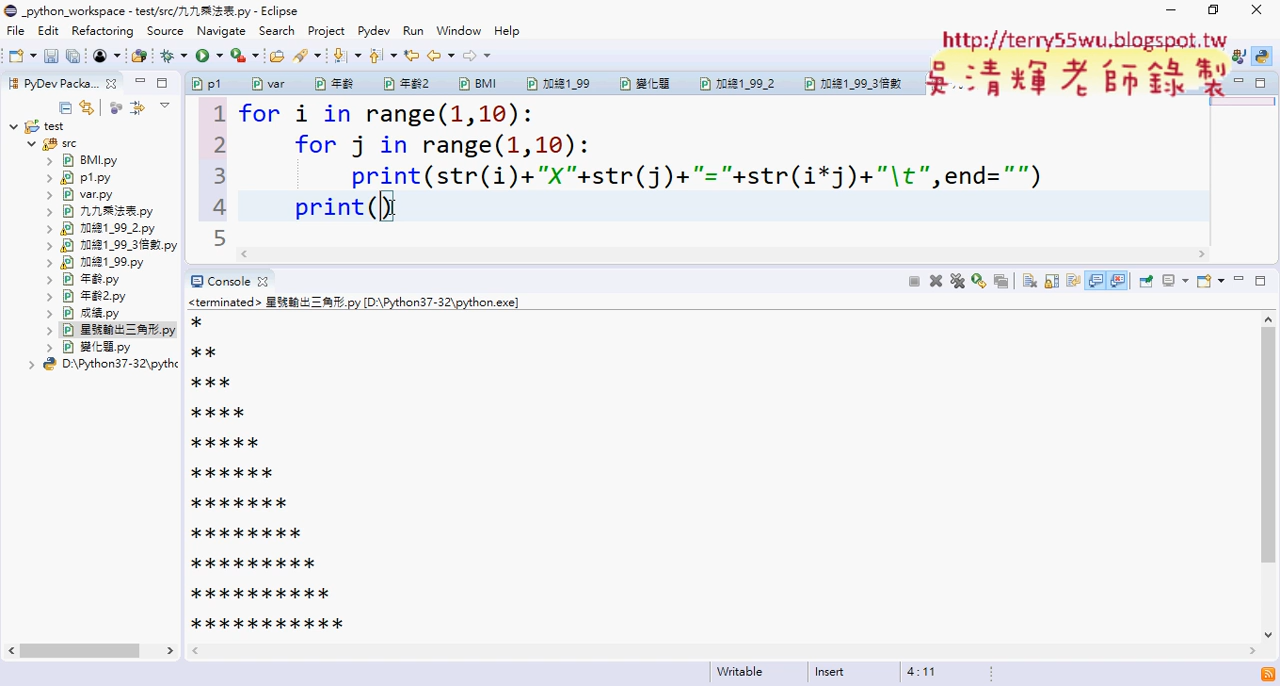 _python_workspace - test/src/九九乘法表.py - Eclipse
File Edit Refactoring Source Navigate Search Project Pydev Run Window Help
http://terry55wu.blogspot.tw
吳清輝老師錄製
PyDev Packa...
p1 var 年齡 年齡2 BMI 加總1_99 變化題 加總1_99_2 加總1_99_3倍數
test
src
BMI.py
p1.py
var.py
九九乘法表.py
加總1_99_2.py
加總1_99_3倍數.py
加總1_99.py
年齡.py
年齡2.py
成績.py
星號輸出三角形.py
變化題.py
D:\Python37-32\pythc
1 for i in range(1,10):
2 for j in range(1,10):
3 print(str(i)+"X"+str(j)+"="+str(i*j)+"\t",end="")
4 print()
5
Console
<terminated> 星號輸出三角形.py [D:\Python37-32\python.exe]
*
**
***
****
*****
******
*******
********
*********
**********
***********
Writable Insert 4 : 11